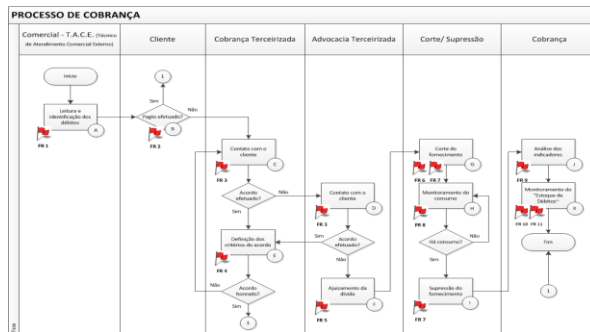 PROCESSO DE COBRANÇA
Comercial - T.A.C.E. (Técnico
de Atendimento Comercial Externo)
Cliente
Cobrança Terceirizada
Advocacia Terceirizada
Corte/ Supressão
Cobrança
Início
Leitura e
identificação dos
débitos
A
FR 1
1
Sim
Pagto efetuado?
Não
B
FR 2
Contato com o
cliente
C
FR 3
Acordo
efetuado?
Não
Sim
Definição dos
critérios de acordo
E
FR 4
Não
Acordo
honrado?
Sim
1
Contato com o
cliente
D
FR 3
Sim
Acordo
efetuado?
Não
Ajuizamento da
dívida
FR 5
Corte do
fornecimento
G
FR 6
FR 7
Monitoramento do
consumo
H
FR 8
Há consumo?
Não
Sim
Supressão do
fornecimento
I
FR 7
Análise dos
indicadores
J
FR 9
Monitoramento do
"Estoque de
Débitos"
K
FR 10
FR 11
Fim
1